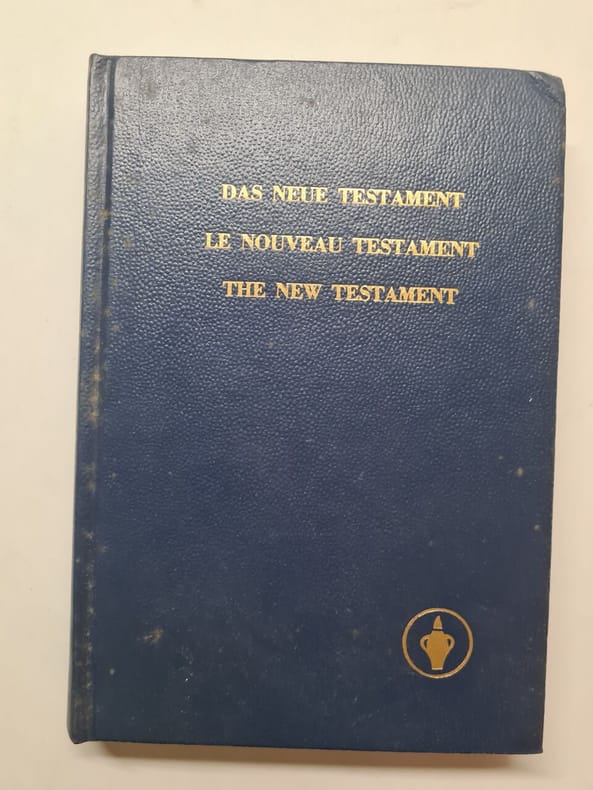 DAS NEUE TESTAMENT
LE NOUVEAU TESTAMENT
THE NEW TESTAMENT